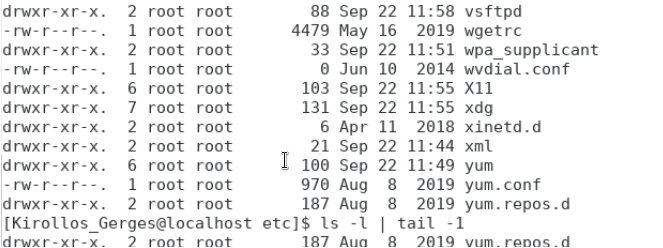 drwxr-xr-x.  2 root root       88 Sep 22 11:58 vsftpd
-rw-r--r--.  1 root root     4479 May 16  2019 wgetrc
drwxr-xr-x.  2 root root       33 Sep 22 11:51 wpa_supplicant
-rw-r--r--.  1 root root        0 Jun 10  2014 wvdial.conf
drwxr-xr-x.  6 root root      103 Sep 22 11:55 X11
drwxr-xr-x.  7 root root      131 Sep 22 11:55 xdg
drwxr-xr-x.  2 root root        6 Apr 11  2018 xinetd.d
drwxr-xr-x.  2 root root       21 Sep 22 11:44 xml
drwxr-xr-x.  6 root root      100 Sep 22 11:49 yum
-rw-r--r--.  1 root root      970 Aug  8  2019 yum.conf
drwxr-xr-x.  2 root root      187 Aug  8  2019 yum.repos.d
[Kirollos_Gerges@localhost etc]$ ls -l | tail -1
drwxr-xr-x.  2 root root      187 Aug  8  2019 yum.repos.d